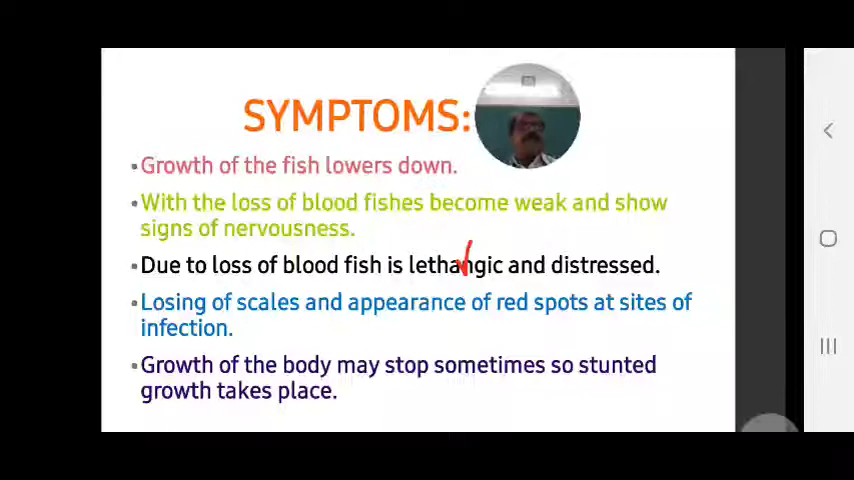 SYMPTOMS:
•Growth of the fish lowers down.
•With the loss of blood fishes become weak and show
signs of nervousness.
•Due to loss of blood fish is lethangic and distressed.
•Losing of scales and appearance of red spots at sites of
infection.
•Growth of the body may stop sometimes so stunted
growth takes place.